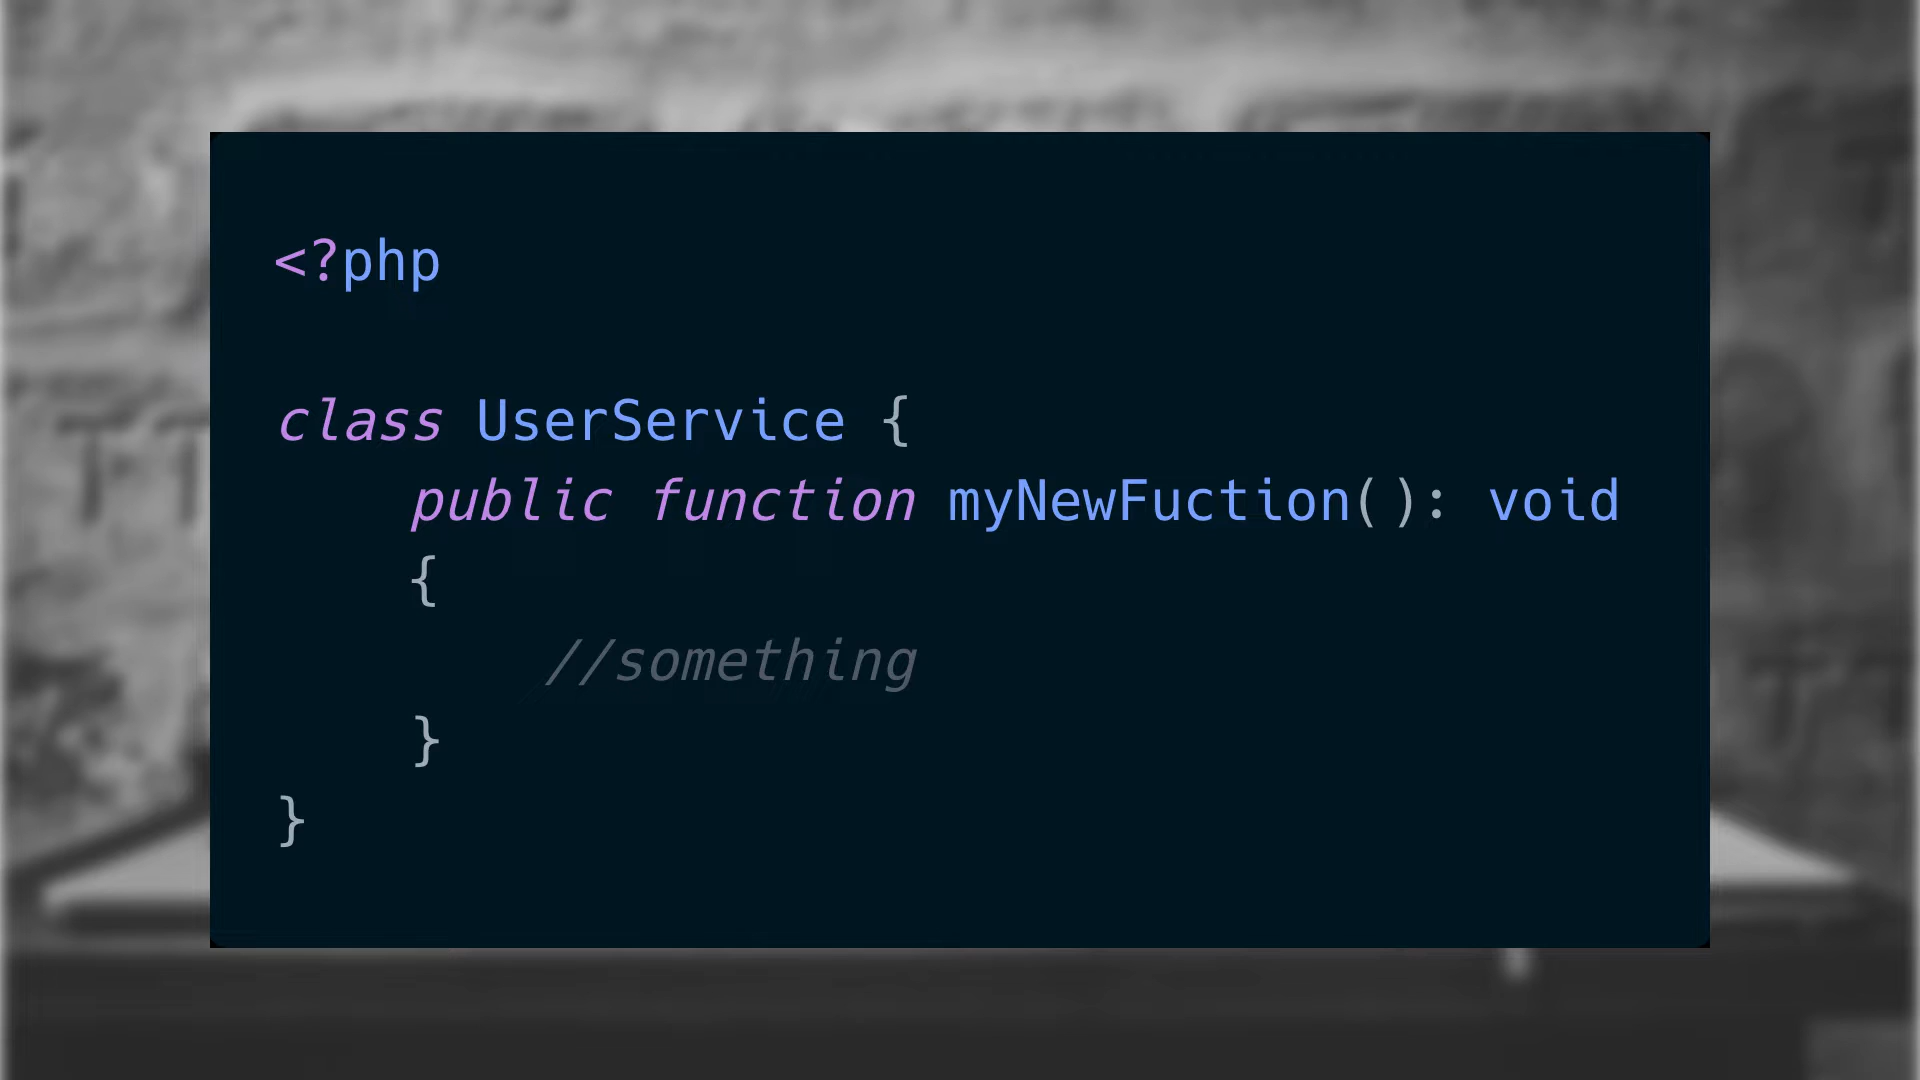 <?php
class UserService {
    public function myNewFuction(): void
    {
        //something
    }
}